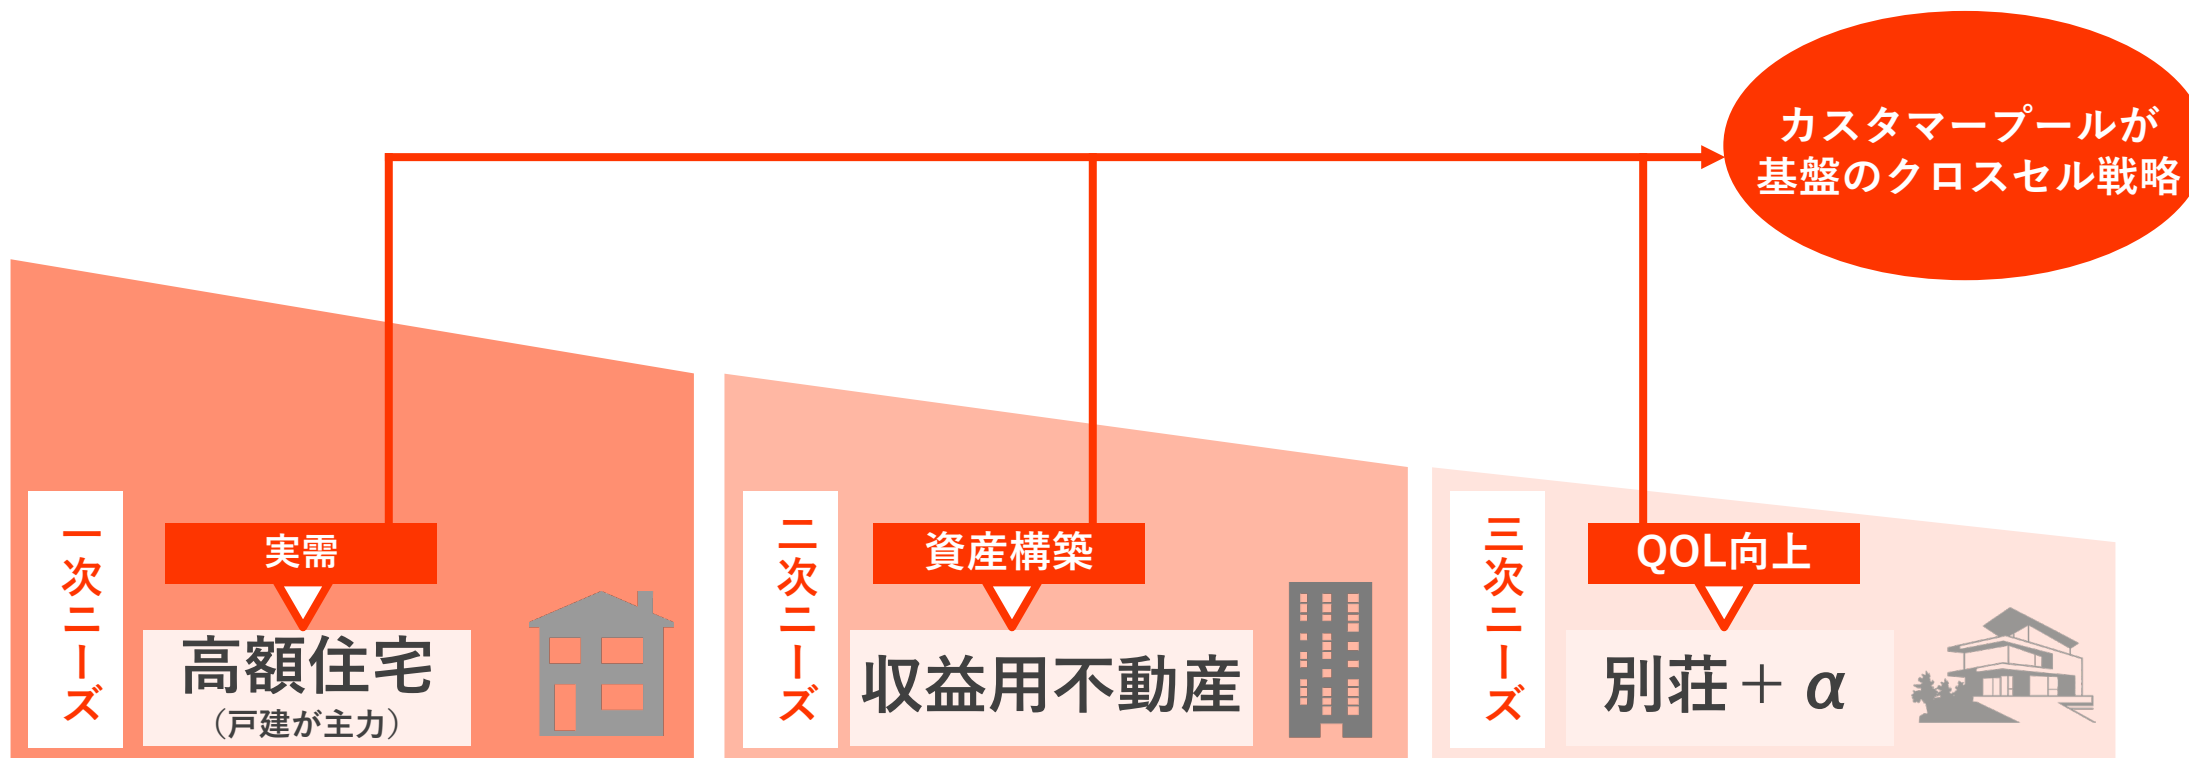 カスタマープールが
基盤のクロスセル戦略
一次ニーズ
実需
高額住宅
（戸建が主力）
二次ニーズ
資産構築
収益用不動産
三次ニーズ
QOL向上
別荘＋α